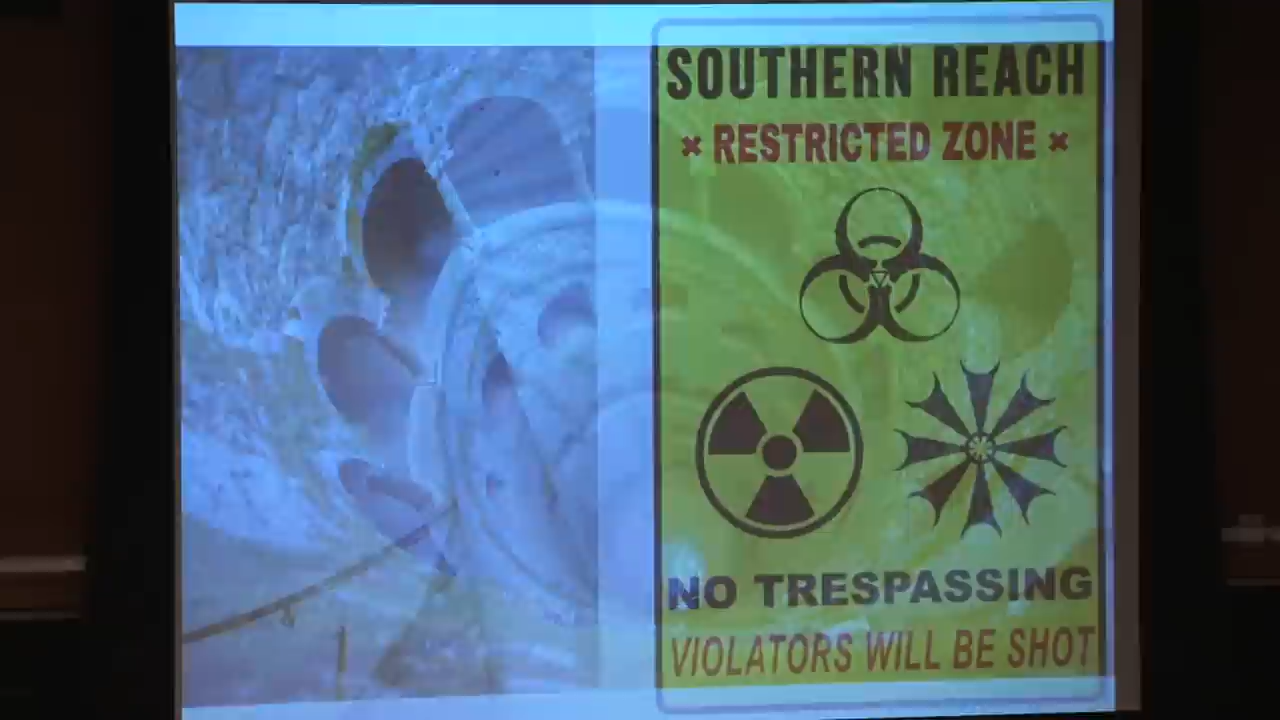 SOUTHERN REACH
RESTRICTED ZONE
NO TRESPASSING
VIOLATORS WILL BE SHOT